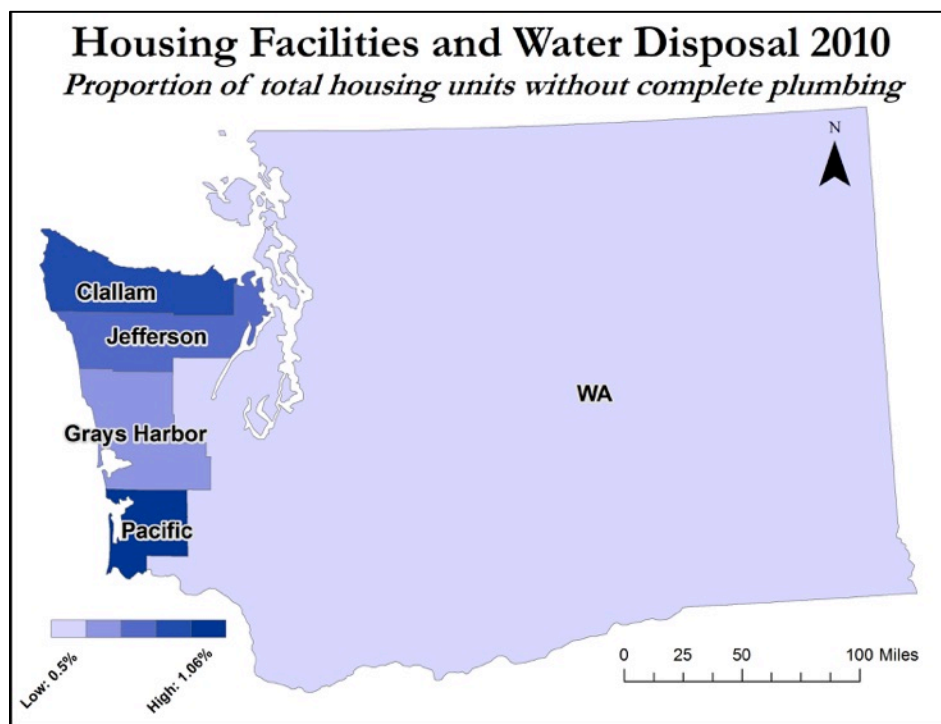 Housing Facilities and Water Disposal 2010
Proportion of total housing units without complete plumbing
N
Clallam
Jefferson
WA
Grays Harbor
Pacific
Low: 0.5%
High: 1.06%
0 25 50 100 Miles